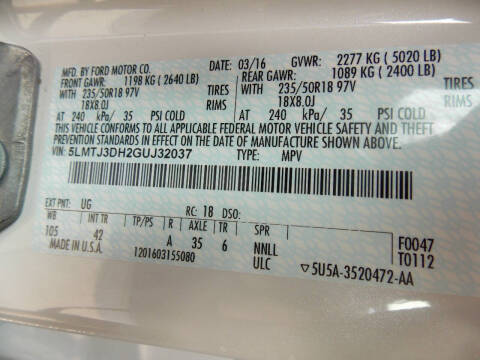 MFD. BY FORD MOTOR CO.
03/16 GVWR: 2277 KG ( 5020 LB)
FRONT GAWR: 1198 KG ( 2640 LB) REAR GAWR: 1089 KG ( 2400 LB)
WITH 235/50R18 97V TIRES WITH 235/50R18 97V TIRES
18X8.0J RIMS 18X8.0J RIMS
AT 240 kPa/ 35 PSI COLD AT 240 kPa/ 35 PSI COLD
THIS VEHICLE CONFORMS TO ALL APPLICABLE FEDERAL MOTOR VEHICLE SAFETY AND THEFT
PREVENTION STANDARDS IN EFFECT ON THE DATE OF MANUFACTURE SHOWN ABOVE.
VIN: 5LMTJ3DH2GUJ32037 TYPE: MPV
EXT PNT: UG RC: 18 DSO:
WB INT TR TP/PS R AXLE TR SPR
105 42 A 35 6 NNLL F0047
MADE IN U.S.A. 1201603155080 ULC 5U5A-3520472-AA T0112